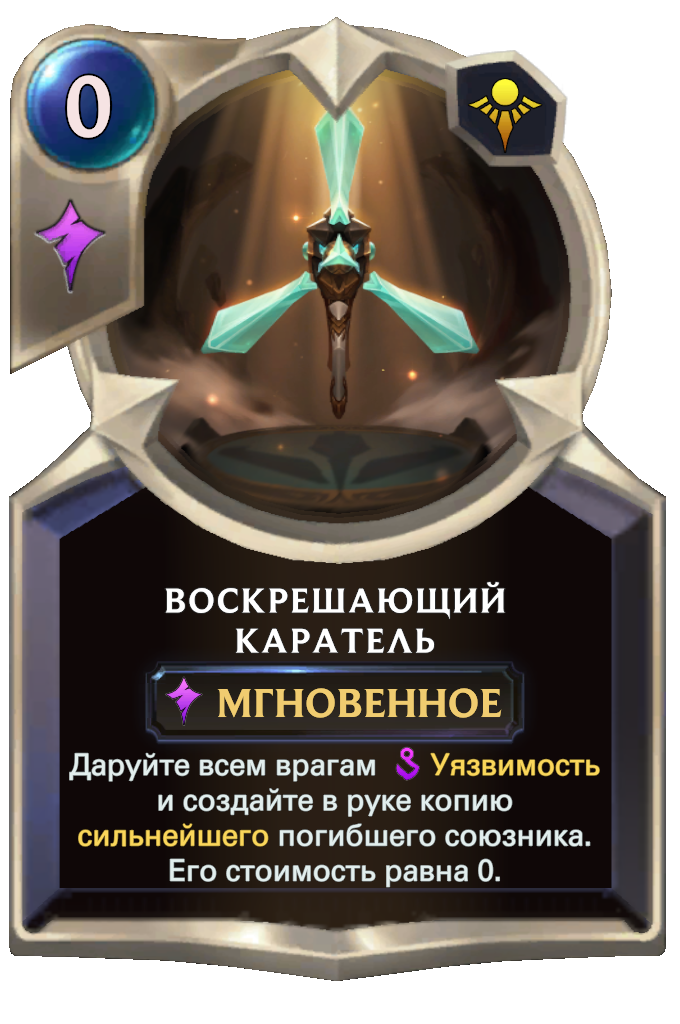 0
ВОСКРЕШАЮЩИЙ
КАРАТЕЛЬ
МГНОВЕННОЕ
Даруйте всем врагам Уязвимость
и создайте в руке копию
сильнейшего погибшего союзника.
Его стоимость равна 0.